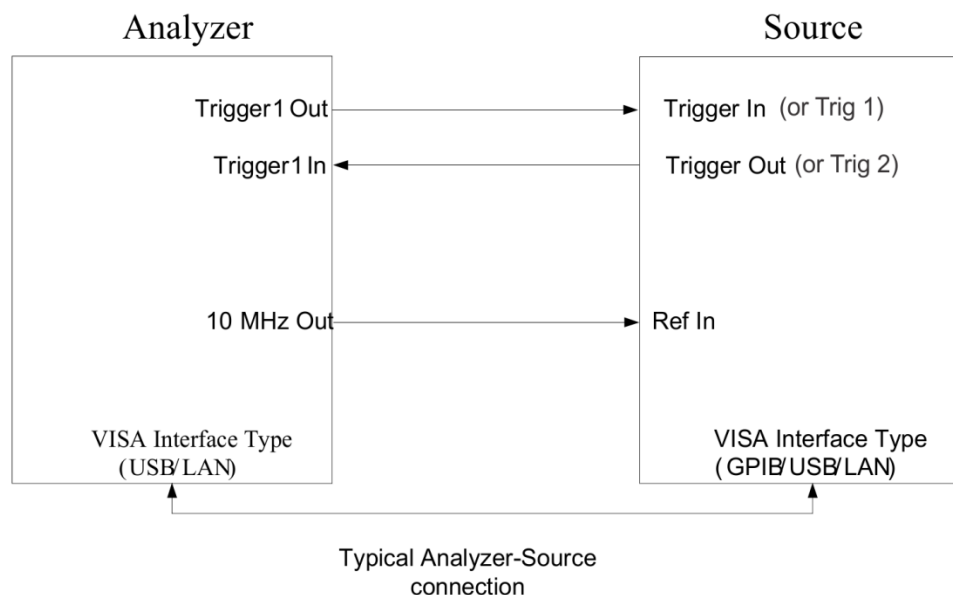 Analyzer
Source
Trigger1 Out
Trigger In (or Trig 1)
Trigger1 In
Trigger Out (or Trig 2)
10 MHz Out
Ref In
VISA Interface Type
(USB/LAN)
VISA Interface Type
(GPIB/USB/LAN)
Typical Analyzer-Source
connection